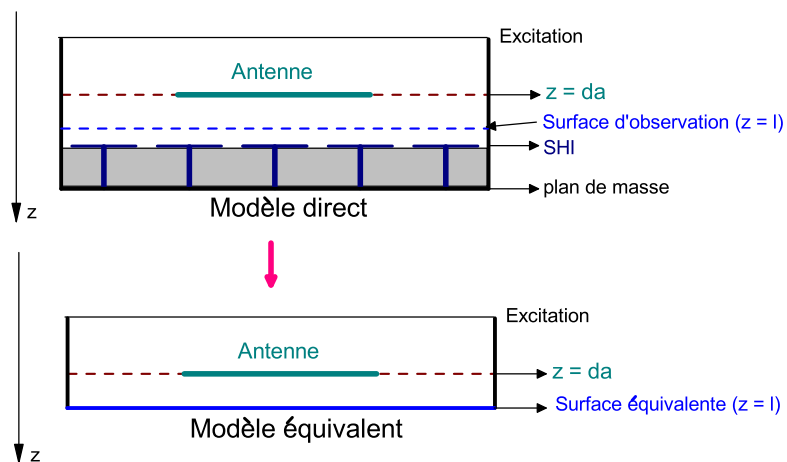 Excitation
Antenne
z = da
Surface d'observation (z = l)
SHI
plan de masse
z
Modèle direct
Excitation
Antenne
z = da
Surface équivalente (z = l)
Modèle équivalent
z